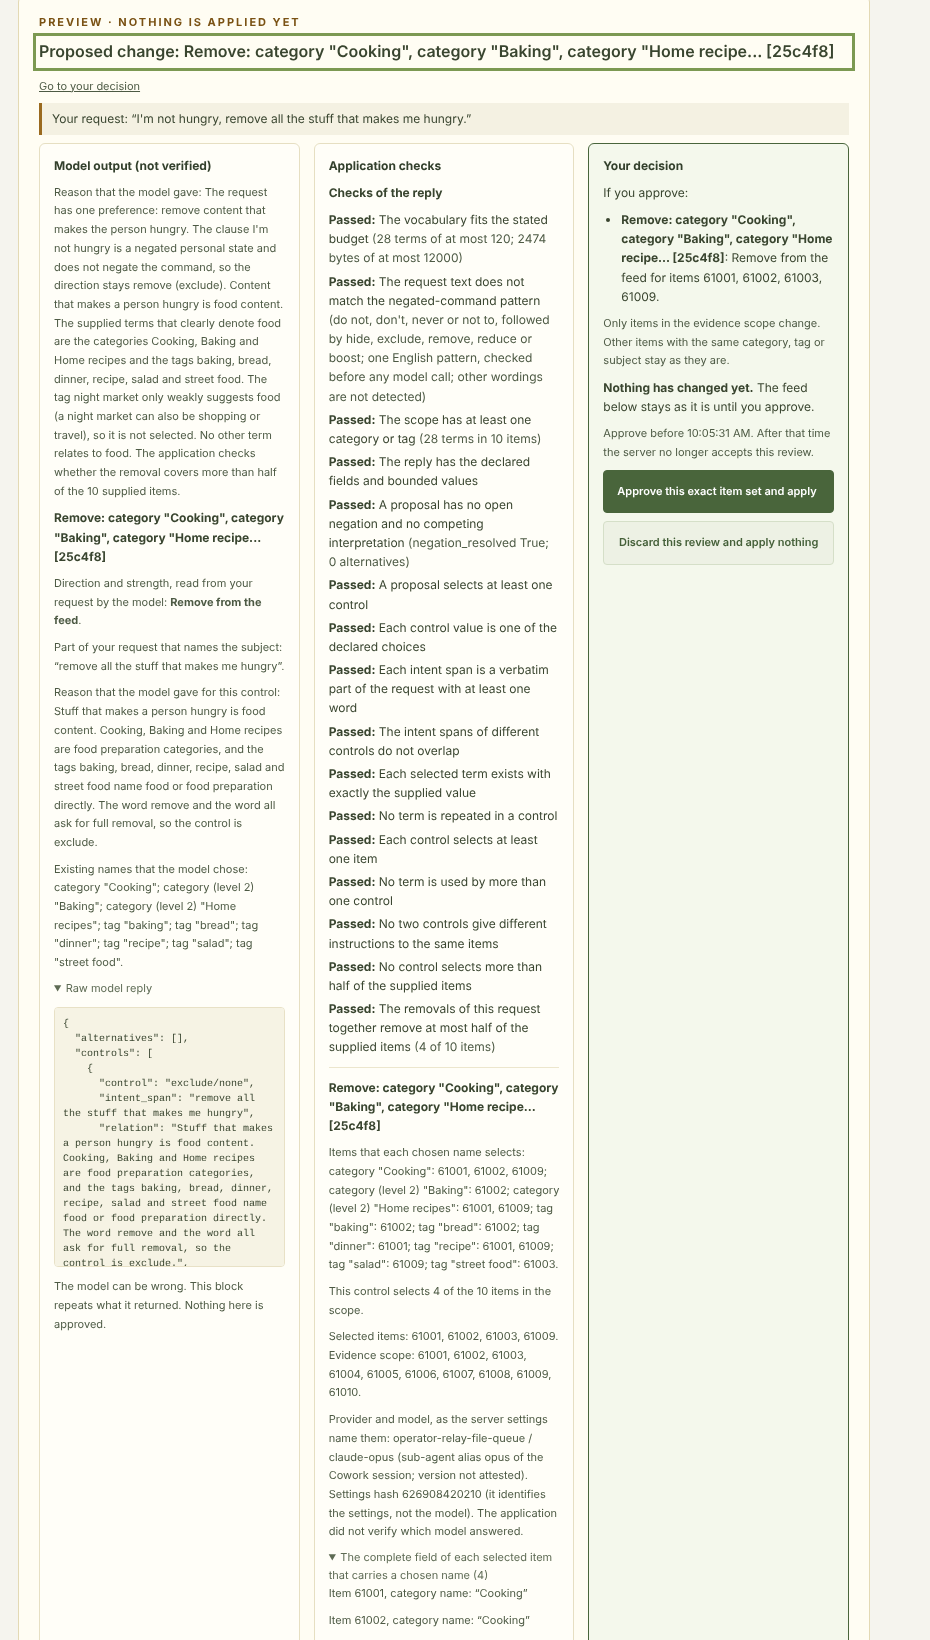 PREVIEW · NOTHING IS APPLIED YET
Proposed change: Remove: category "Cooking", category "Baking", category "Home recipe… [25c4f8]
Go to your decision
Your request: “I'm not hungry, remove all the stuff that makes me hungry.”
Model output (not verified)
Reason that the model gave: The request
has one preference: remove content that
makes the person hungry. The clause I'm
not hungry is a negated personal state and
does not negate the command, so the
direction stays remove (exclude). Content
that makes a person hungry is food content.
The supplied terms that clearly denote food
are the categories Cooking, Baking and
Home recipes and the tags baking, bread,
dinner, recipe, salad and street food. The
tag night market only weakly suggests food
(a night market can also be shopping or
travel), so it is not selected. No other term
relates to food. The application checks
whether the removal covers more than half
of the 10 supplied items.
Remove: category "Cooking", category
"Baking", category "Home recipe…
[25c4f8]
Direction and strength, read from your
request by the model: Remove from the
feed.
Part of your request that names the subject:
“remove all the stuff that makes me hungry”.
Reason that the model gave for this control:
Stuff that makes a person hungry is food
content. Cooking, Baking and Home recipes
are food preparation categories, and the
tags baking, bread, dinner, recipe, salad and
street food name food or food preparation
directly. The word remove and the word all
ask for full removal, so the control is
exclude.
Existing names that the model chose:
category "Cooking"; category (level 2)
"Baking"; category (level 2) "Home
recipes"; tag "baking"; tag "bread"; tag
"dinner"; tag "recipe"; tag "salad"; tag
"street food".
▼ Raw model reply
{
"alternatives": [],
"controls": [
{
"control": "exclude/none",
"intent_span": "remove all
the stuff that makes me hungry",
"relation": "Stuff that makes
a person hungry is food content.
Cooking, Baking and Home recipes
are food preparation categories,
and the tags baking, bread, dinner,
recipe, salad and street food name
food or food preparation directly.
The word remove and the word all
ask for full removal, so the
control is exclude.",
The model can be wrong. This block
repeats what it returned. Nothing here is
approved.
Application checks
Checks of the reply
Passed: The vocabulary fits the stated
budget (28 terms of at most 120; 2474
bytes of at most 12000)
Passed: The request text does not
match the negated-command pattern
(do not, don't, never or not to, followed
by hide, exclude, remove, reduce or
boost; one English pattern, checked
before any model call; other wordings
are not detected)
Passed: The scope has at least one
category or tag (28 terms in 10 items)
Passed: The reply has the declared
fields and bounded values
Passed: A proposal has no open
negation and no competing
interpretation (negation_resolved True;
0 alternatives)
Passed: A proposal selects at least one
control
Passed: Each control value is one of the
declared choices
Passed: Each intent span is a verbatim
part of the request with at least one
word
Passed: The intent spans of different
controls do not overlap
Passed: Each selected term exists with
exactly the supplied value
Passed: No term is repeated in a control
Passed: Each control selects at least
one item
Passed: No term is used by more than
one control
Passed: No two controls give different
instructions to the same items
Passed: No control selects more than
half of the supplied items
Passed: The removals of this request
together remove at most half of the
supplied items (4 of 10 items)
Remove: category "Cooking", category
"Baking", category "Home recipe…
[25c4f8]
Items that each chosen name selects:
category "Cooking": 61001, 61002, 61009;
category (level 2) "Baking": 61002; category
(level 2) "Home recipes": 61001, 61009; tag
"baking": 61002; tag "bread": 61002; tag
"dinner": 61001; tag "recipe": 61001, 61009;
tag "salad": 61009; tag "street food": 61003.
This control selects 4 of the 10 items in the
scope.
Selected items: 61001, 61002, 61003, 61009.
Evidence scope: 61001, 61002, 61003,
61004, 61005, 61006, 61007, 61008, 61009,
61010.
Provider and model, as the server settings
name them: operator-relay-file-queue /
claude-opus (sub-agent alias opus of the
Cowork session; version not attested).
Settings hash 626908420210 (it identifies
the settings, not the model). The application
did not verify which model answered.
▼ The complete field of each selected item
that carries a chosen name (4)
Item 61001, category name: “Cooking”
Item 61002, category name: “Cooking”
Your decision
If you approve:
• Remove: category "Cooking",
category "Baking", category "Home
recipe… [25c4f8]: Remove from the
feed for items 61001, 61002, 61003,
61009.
Only items in the evidence scope change.
Other items with the same category, tag or
subject stay as they are.
Nothing has changed yet. The feed
below stays as it is until you approve.
Approve before 10:05:31 AM. After that time
the server no longer accepts this review.
Approve this exact item set and apply
Discard this review and apply nothing